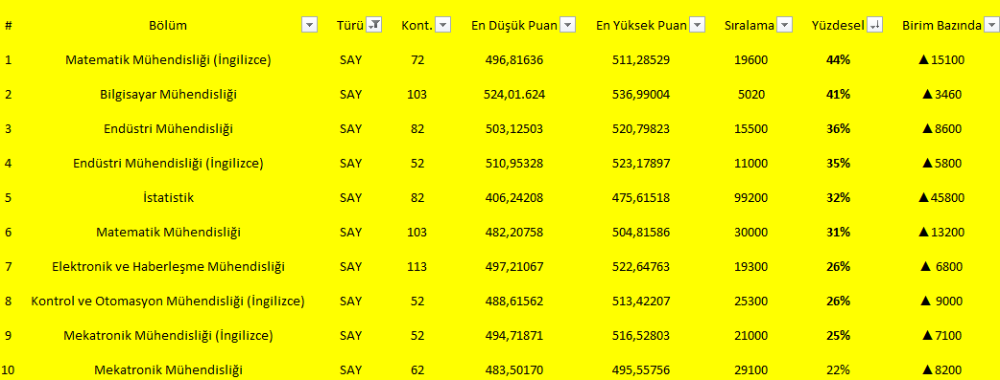 # Bölüm Türü Kont. En Düşük Puan En Yüksek Puan Sıralama Yüzdesel Birim Bazında
1 Matematik Mühendisliği (İngilizce) SAY 72 496,81636 511,28529 19600 44% ▲15100
2 Bilgisayar Mühendisliği SAY 103 524,01.624 536,99004 5020 41% ▲3460
3 Endüstri Mühendisliği SAY 82 503,12503 520,79823 15500 36% ▲8600
4 Endüstri Mühendisliği (İngilizce) SAY 52 510,95328 523,17897 11000 35% ▲5800
5 İstatistik SAY 82 406,24208 475,61518 99200 32% ▲45800
6 Matematik Mühendisliği SAY 103 482,20758 504,81586 30000 31% ▲13200
7 Elektronik ve Haberleşme Mühendisliği SAY 113 497,21067 522,64763 19300 26% ▲ 6800
8 Kontrol ve Otomasyon Mühendisliği (İngilizce) SAY 52 488,61562 513,42207 25300 26% ▲ 9000
9 Mekatronik Mühendisliği (İngilizce) SAY 52 494,71871 516,52803 21000 25% ▲7100
10 Mekatronik Mühendisliği SAY 62 483,50170 495,55756 29100 22% ▲8200